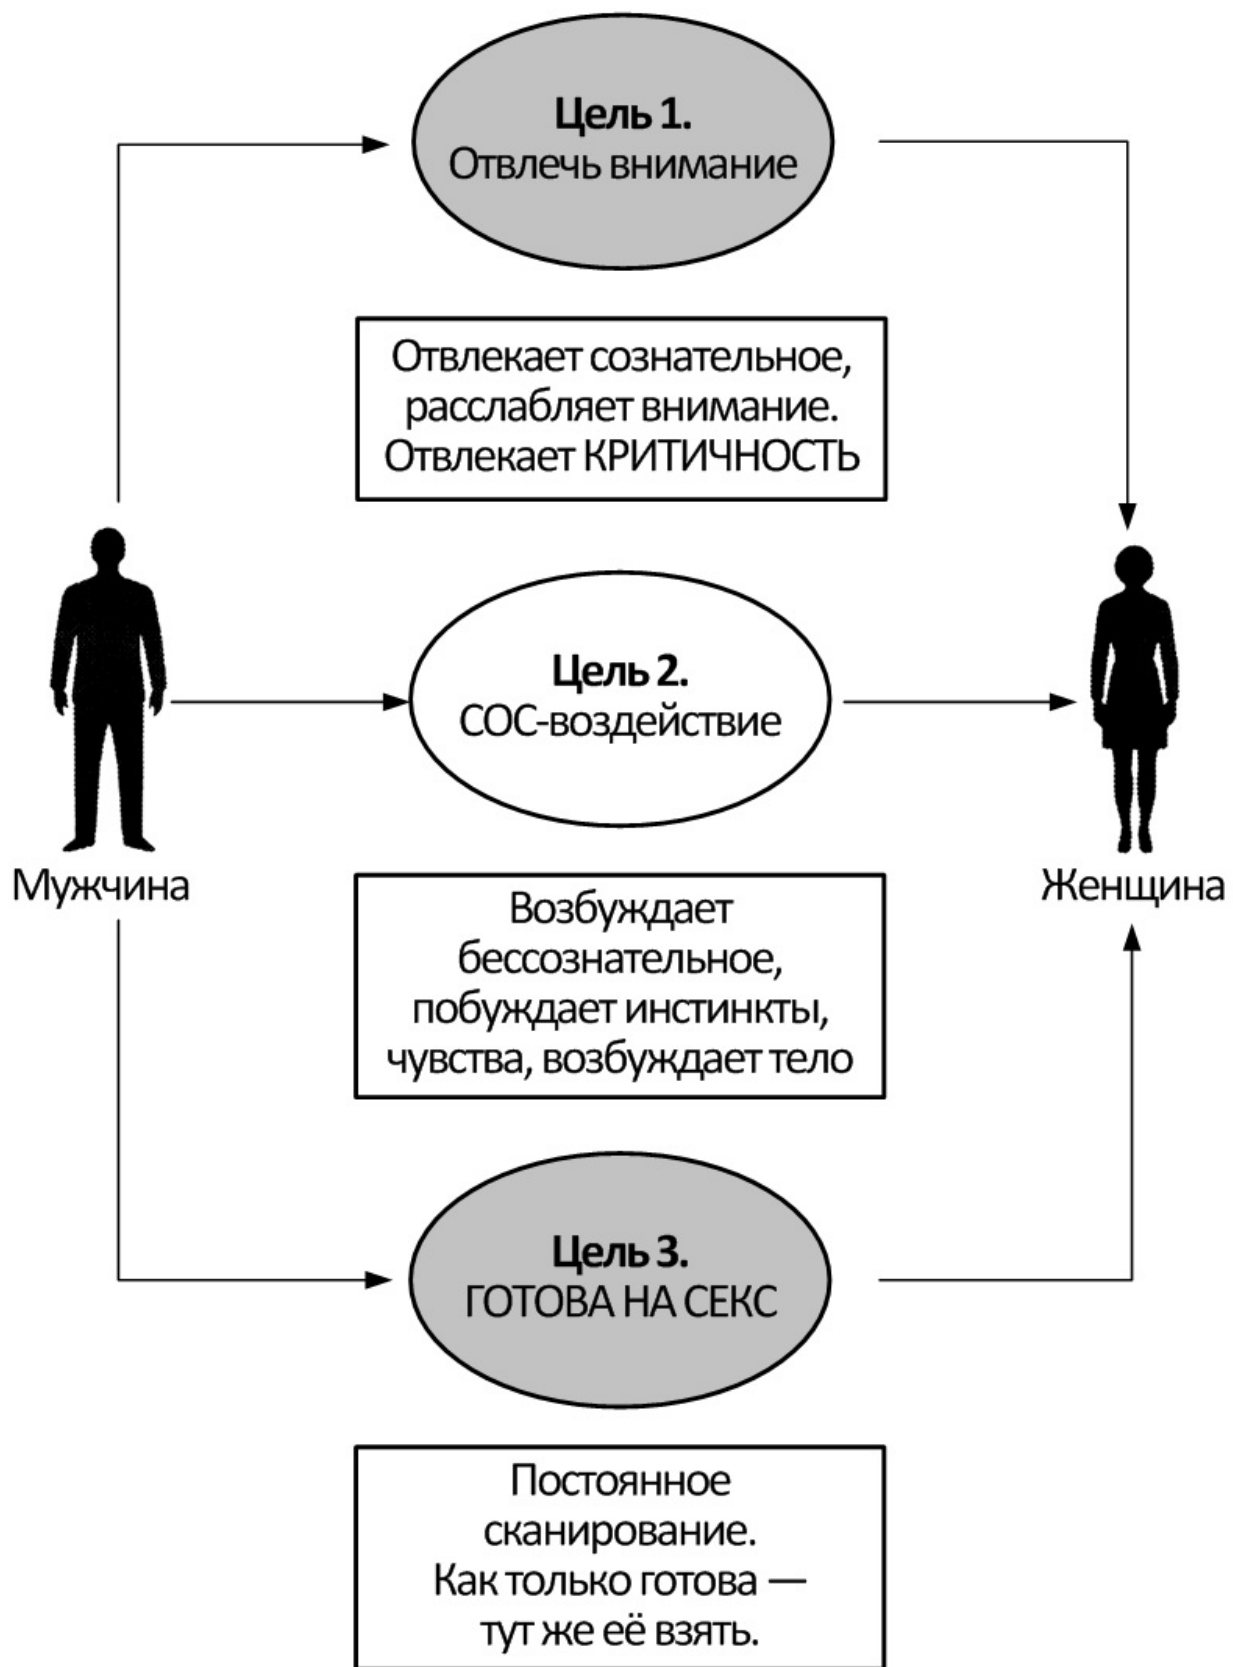 Цель 1.
Отвлечь внимание
Отвлекает сознательное,
расслабляет внимание.
Отвлекает КРИТИЧНОСТЬ
Цель 2.
СОС-воздействие
Мужчина
Женщина
Возбуждает
бессознательное,
побуждает инстинкты,
чувства, возбуждает тело
Цель 3.
ГОТОВА НА СЕКС
Постоянное
сканирование.
Как только готова —
тут же её взять.